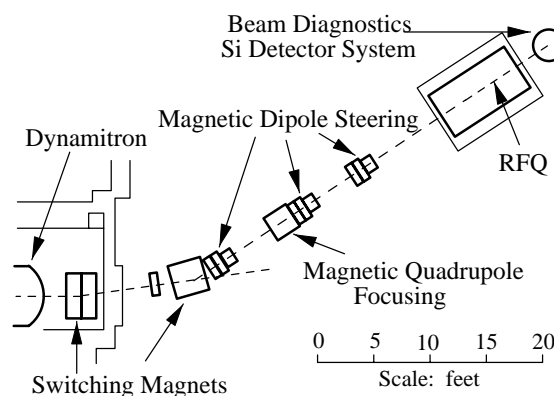 Beam Diagnostics
Si Detector System
Magnetic Dipole Steering
Dynamitron
RFQ
Magnetic Quadrupole
Focusing
0 5 10 15 20
Scale: feet
Switching Magnets